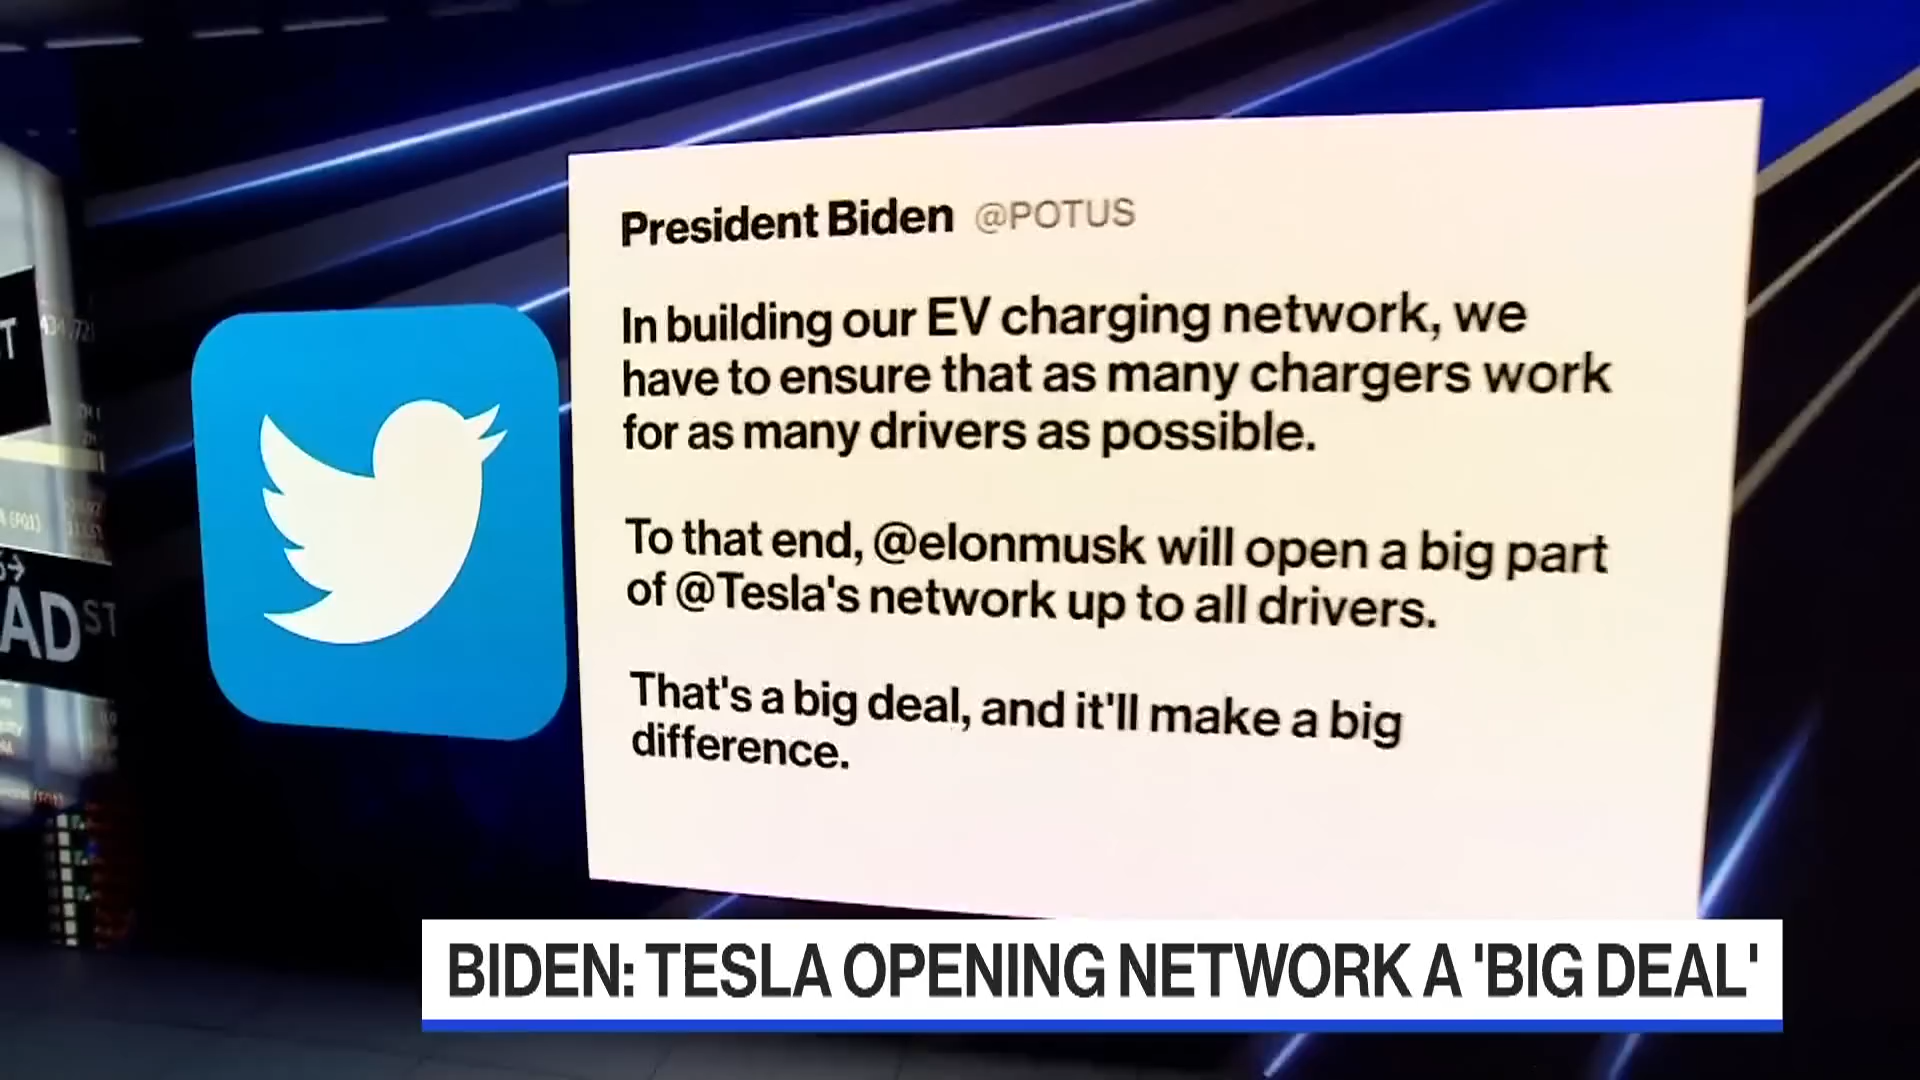 President Biden @POTUS
In building our EV charging network, we
have to ensure that as many chargers work
for as many drivers as possible.
To that end, @elonmusk will open a big part
of @Tesla's network up to all drivers.
That's a big deal, and it'll make a big
difference.
BIDEN: TESLA OPENING NETWORK A 'BIG DEAL'
AD ST